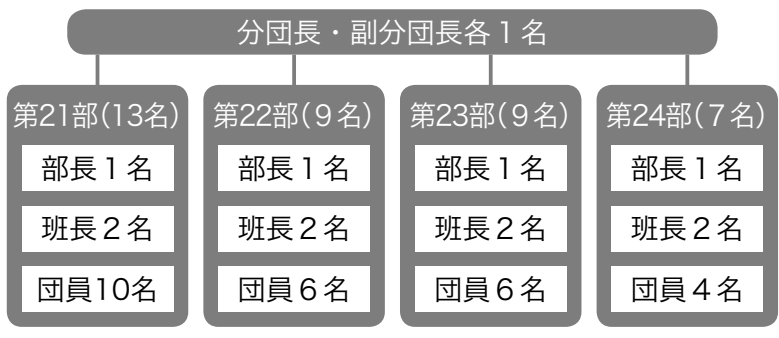 分団長・副分団長各１名
第21部(13名)
部長１名
班長２名
団員10名
第22部(９名)
部長１名
班長２名
団員６名
第23部(９名)
部長１名
班長２名
団員６名
第24部(７名)
部長１名
班長２名
団員４名